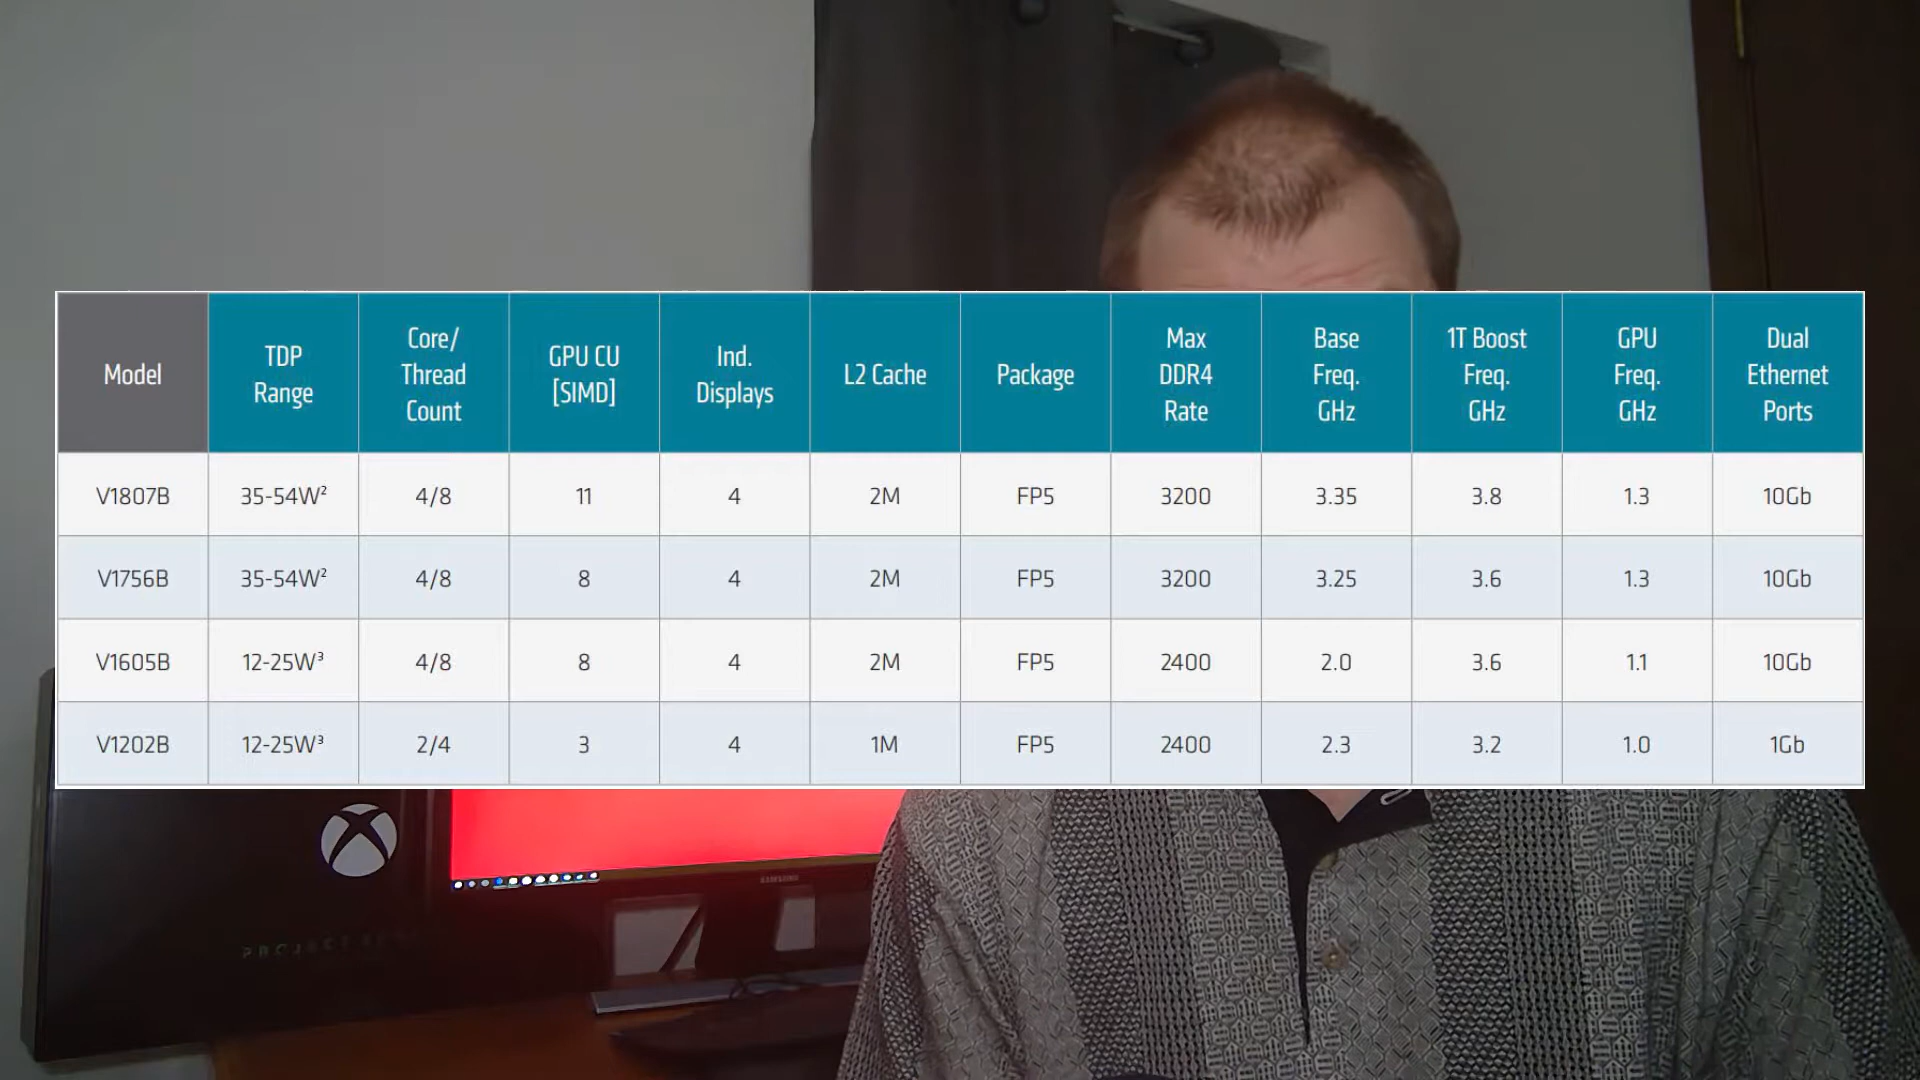 Model TDP Range Core/ Thread Count GPU CU [SIMD] Ind. Displays L2 Cache Package Max DDR4 Rate Base Freq. GHz 1T Boost Freq. GHz GPU Freq. GHz Dual Ethernet Ports
V1807B 35-54W² 4/8 11 4 2M FP5 3200 3.35 3.8 1.3 10Gb
V1756B 35-54W² 4/8 8 4 2M FP5 3200 3.25 3.6 1.3 10Gb
V1605B 12-25W³ 4/8 8 4 2M FP5 2400 2.0 3.6 1.1 10Gb
V1202B 12-25W³ 2/4 3 4 1M FP5 2400 2.3 3.2 1.0 1Gb
SAMSUNG